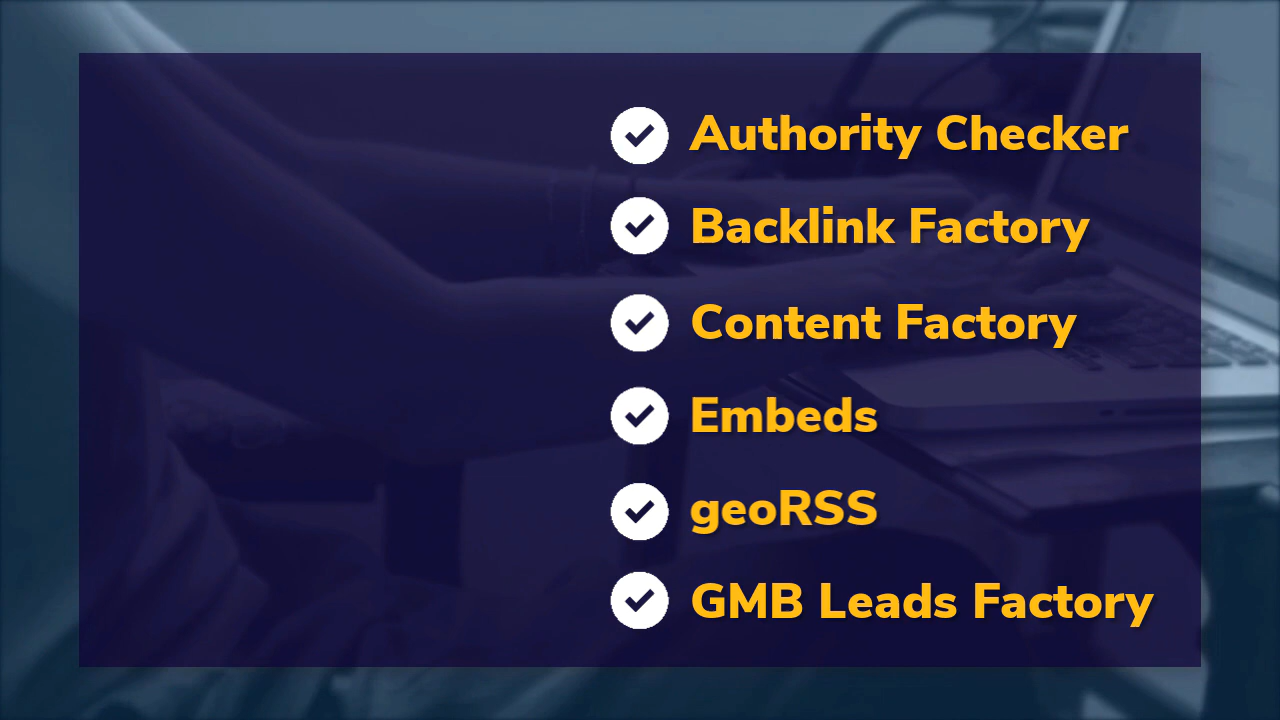 Authority Checker
Backlink Factory
Content Factory
Embeds
geoRSS
GMB Leads Factory